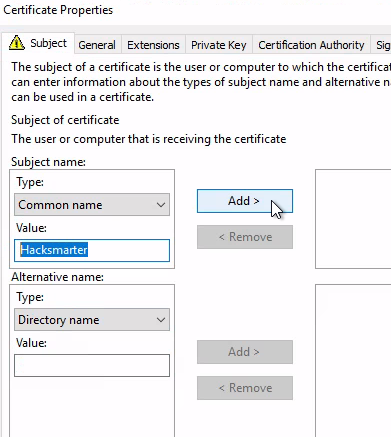 Certificate Properties
Subject General Extensions Private Key Certification Authority
The subject of a certificate is the user or computer to which the
can enter information about the types of subject name and alternative
can be used in a certificate.
Subject of certificate
The user or computer that is receiving the certificate
Subject name:
Type:
Common name
Add >
Value:
< Remove
Hacksmarter
Alternative name:
Type:
Directory name
Value:
Add >
< Remove